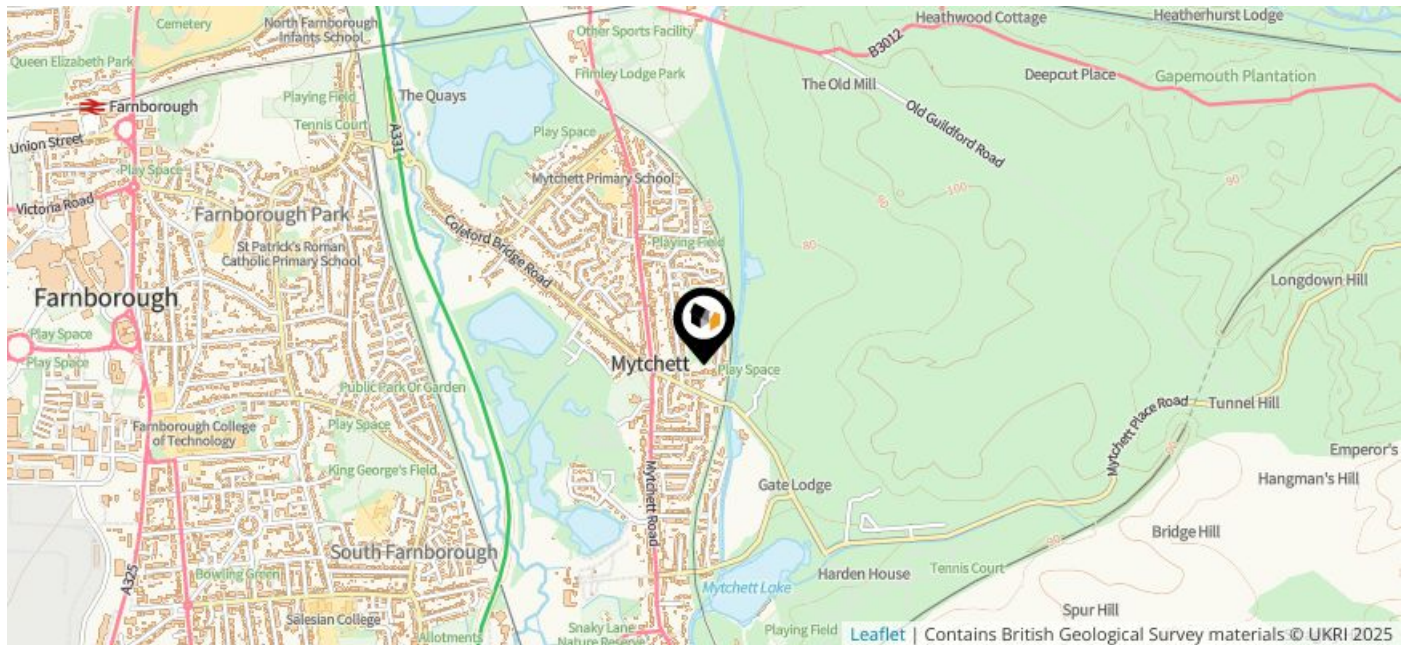 Cemetery
North Farnborough
Infants School
Other Sports Facility
Heathwood Cottage
Heatherhurst Lodge
Queen Elizabeth Park
Frimley Lodge Park
B3012
Deepcut Place
Gapemouth Plantation
Farnborough
Playing Field
The Quays
The Old Mill
Tennis Court
A331
Play Space
Old Guildford Road
Union Street
Play Space
Mytchett Primary School
90
Victoria Road
Farnborough Park
90
100
St Patrick's Roman
Catholic Primary School
Coleford Bridge Road
Playing Field
80
Longdown Hill
Farnborough
Play Space
Play Space
Mytchett
Play Space
Public Park Or Garden
Mytchett Place Road
Tunnel Hill
Farnborough College
of Technology
Play Space
Emperor's
King George's Field
Mytchett Road
Gate Lodge
Hangman's Hill
South Farnborough
Bridge Hill
90
A325
Bowling Green
Mytchett Lake
Harden House
Tennis Court
Salesian College
Spur Hill
Allotments
Snaky Lane
Nature Reserve
Playing Field
Leaflet | Contains British Geological Survey materials © UKRI 2025